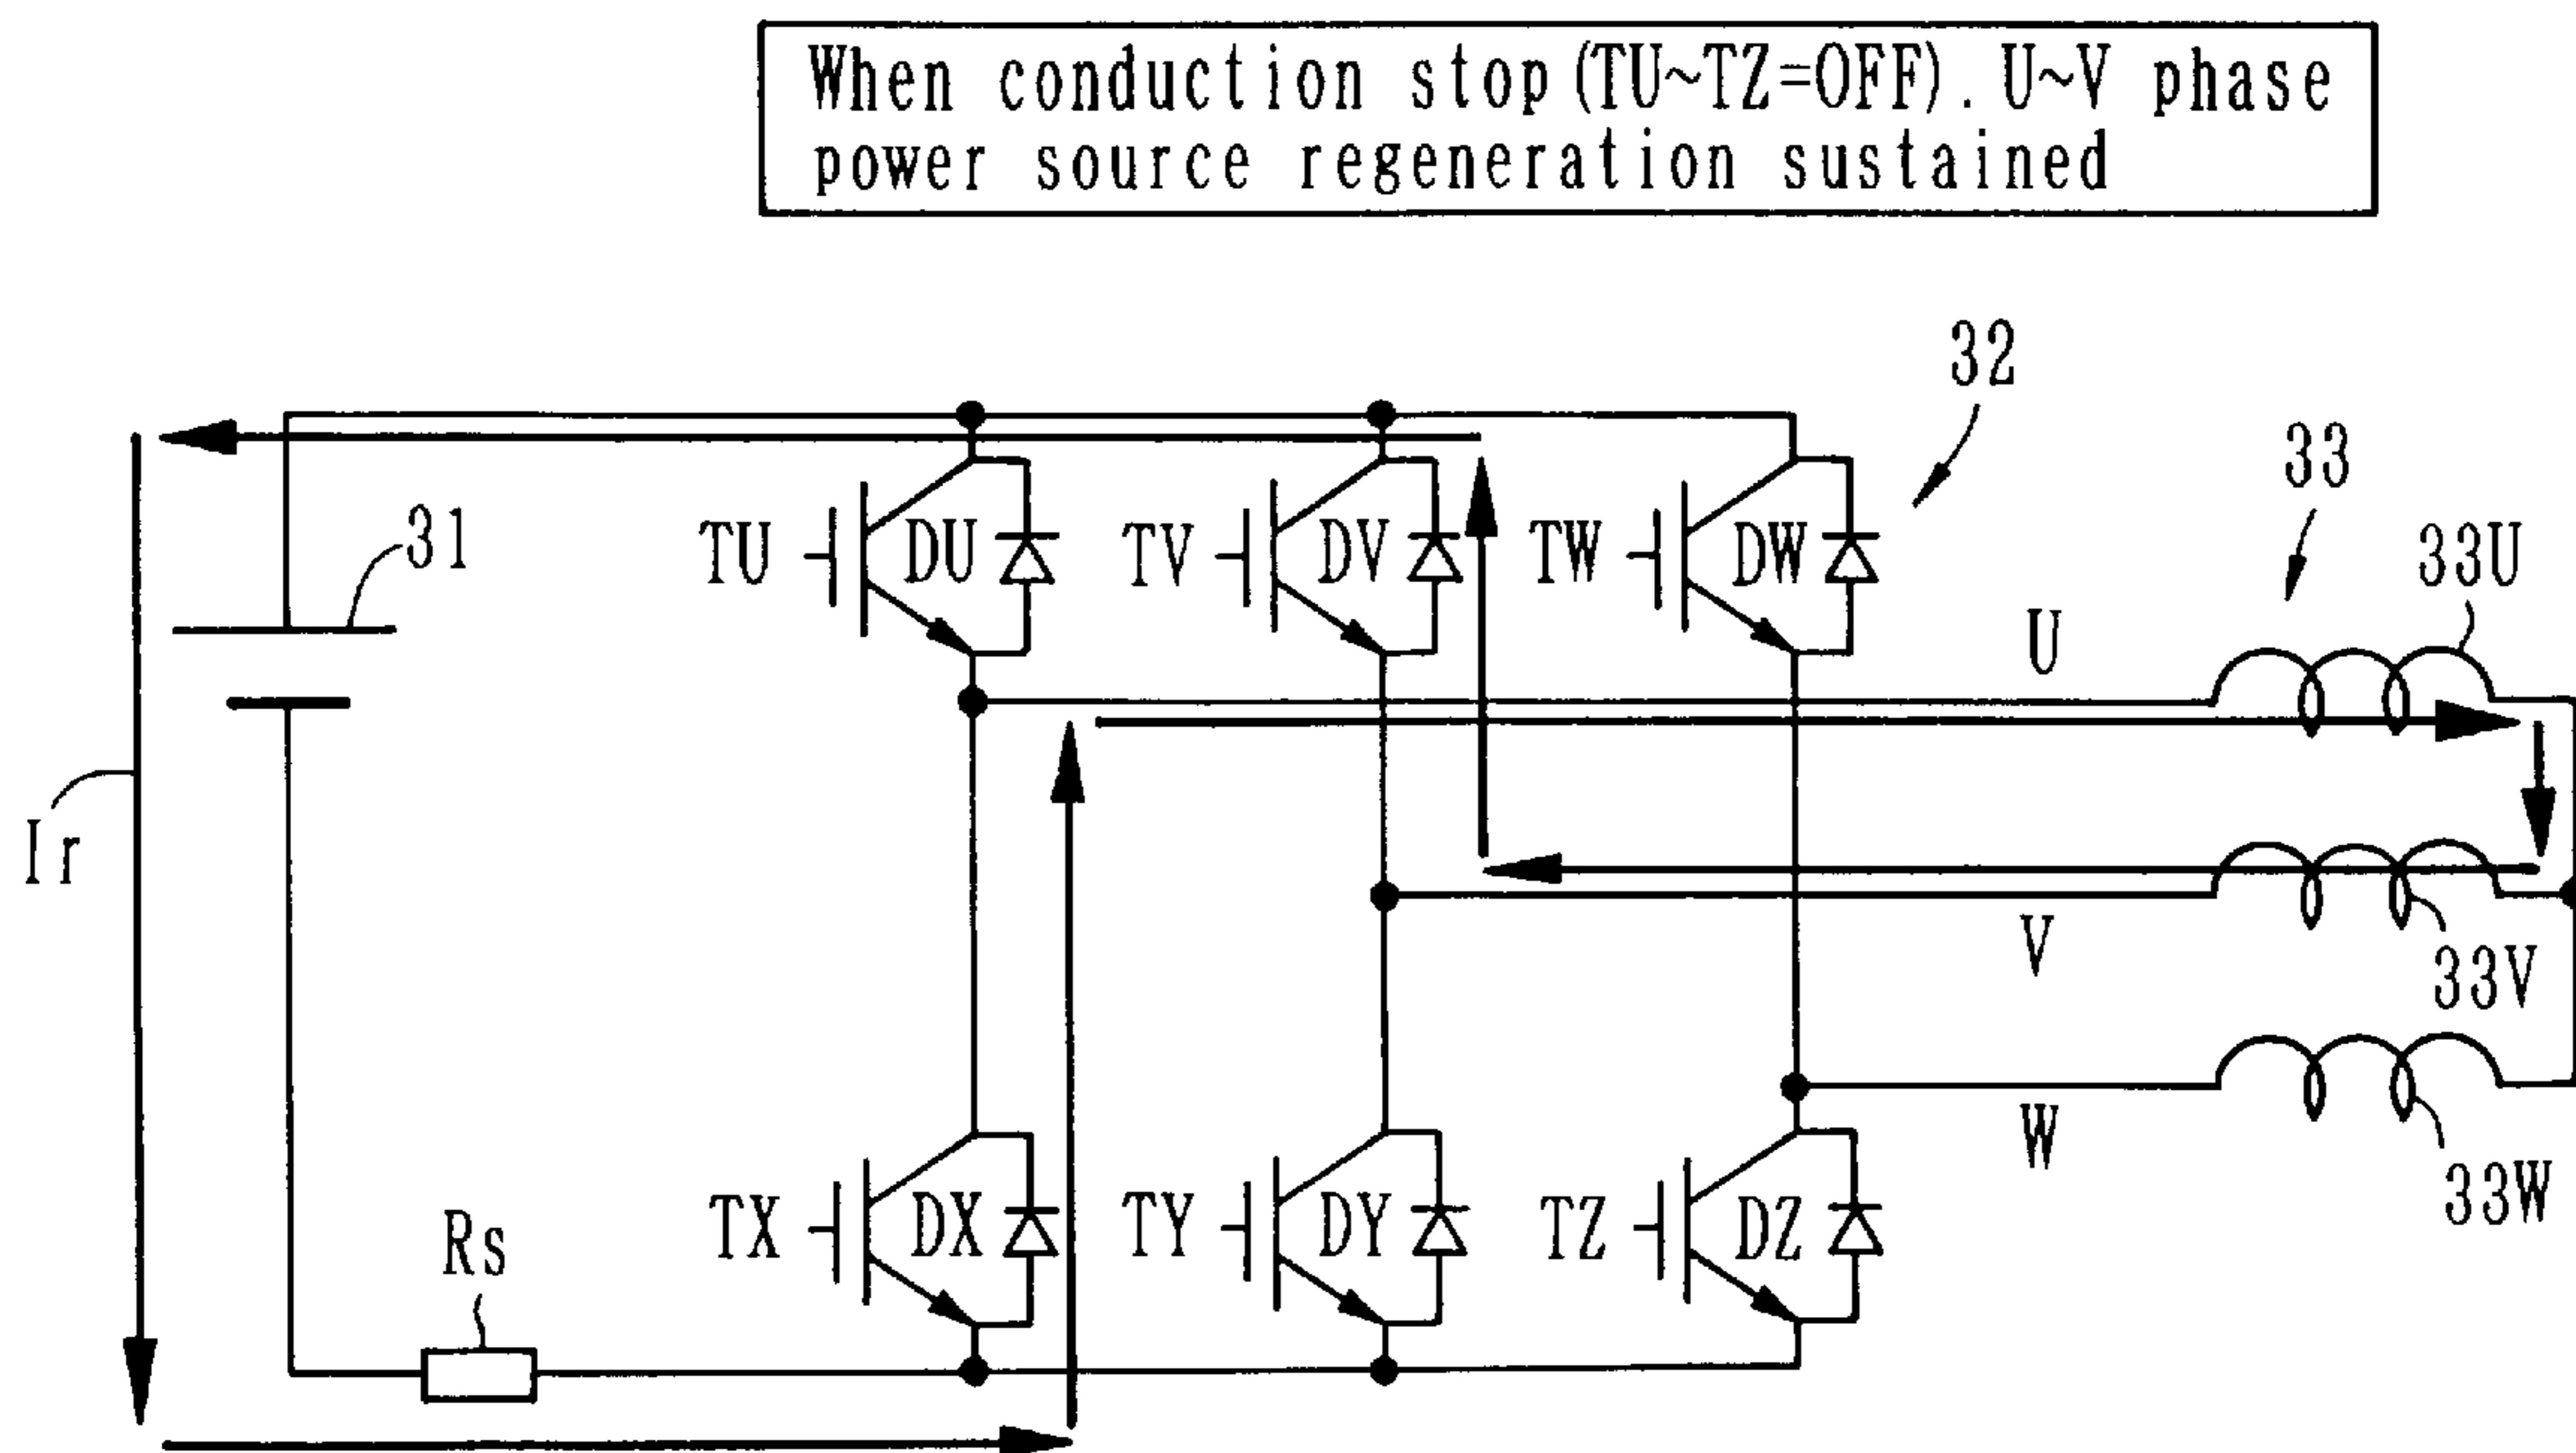 When conduction stop (TU~TZ=OFF). U~V phase
power source regeneration sustained
32
33
31
33U
TU
DU
TV
DV
TW
DW
U
Ir
V
33V
W
33W
Rs
TX
DX
TY
DY
TZ
DZ